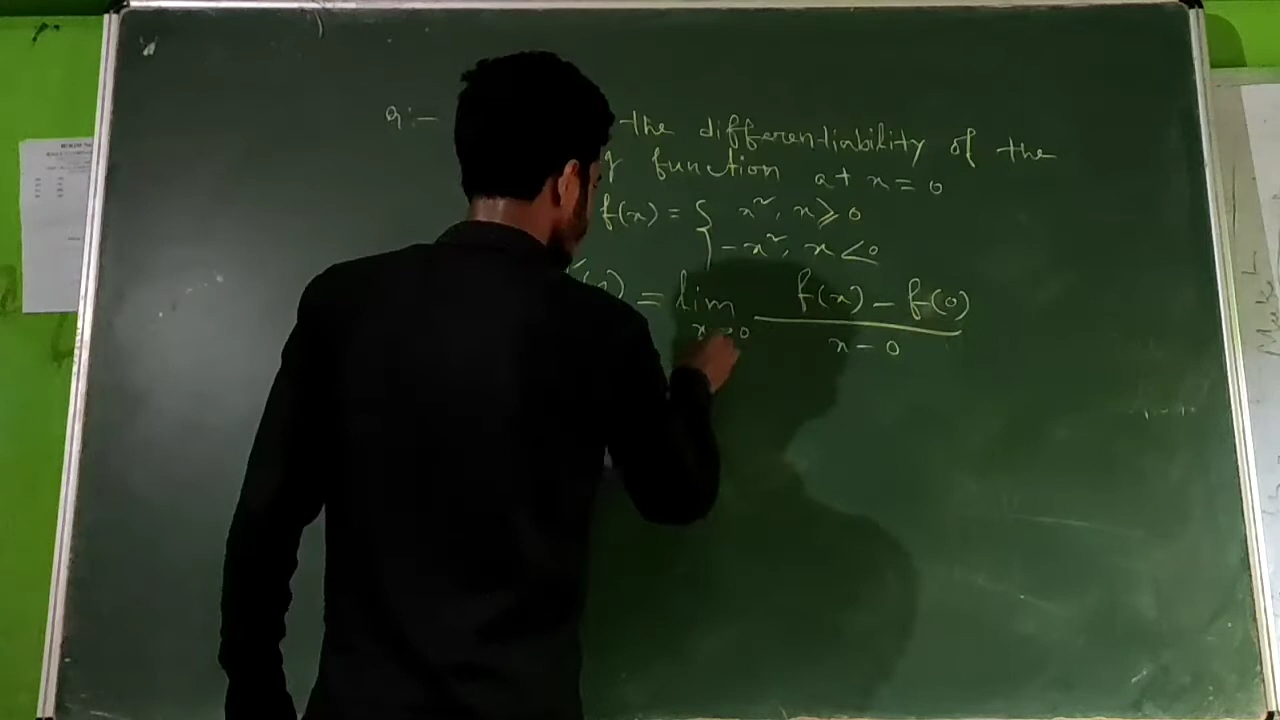 Q:- the differentiability of the
g function at x = 0
f(x) = { x², x ≥ 0
-x², x < 0
(x) = lim x→0 f(x) - f(0) / x - 0